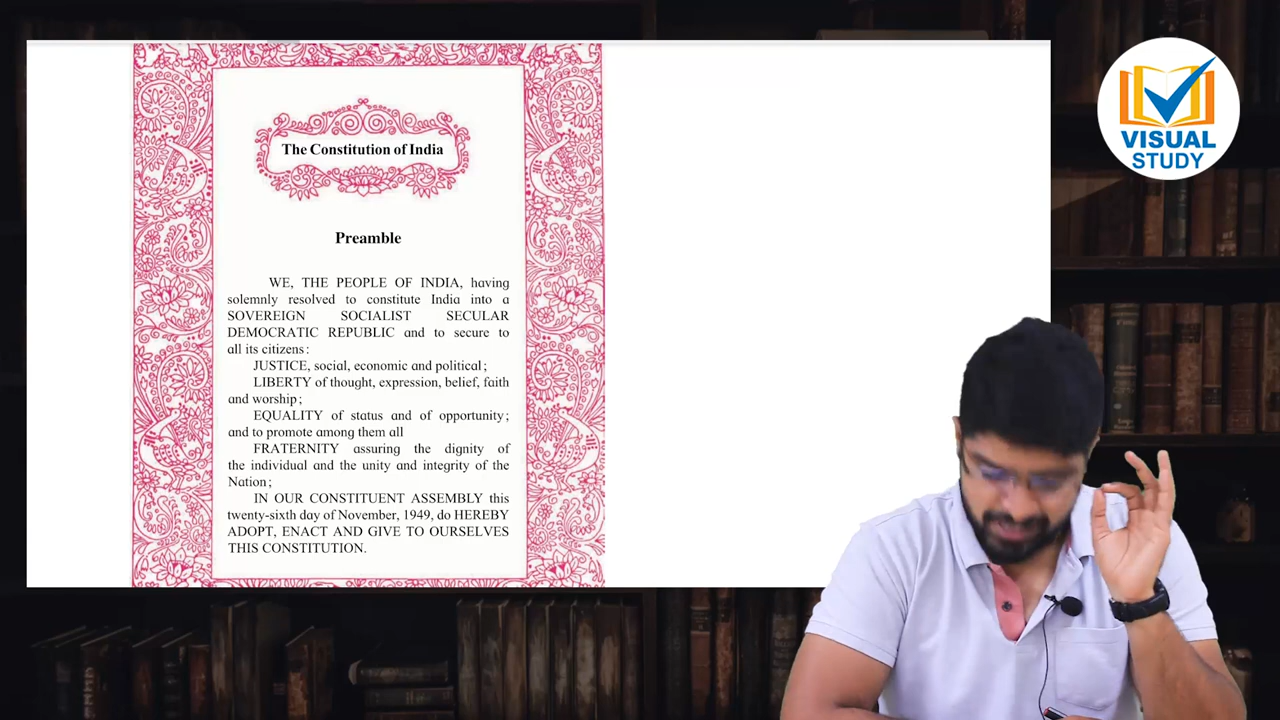 The Constitution of India
Preamble
WE, THE PEOPLE OF INDIA, having
solemnly resolved to constitute India into a
SOVEREIGN SOCIALIST SECULAR
DEMOCRATIC REPUBLIC and to secure to
all its citizens:
JUSTICE, social, economic and political;
LIBERTY of thought, expression, belief, faith
and worship;
EQUALITY of status and of opportunity;
and to promote among them all
FRATERNITY assuring the dignity of
the individual and the unity and integrity of the
Nation;
IN OUR CONSTITUENT ASSEMBLY this
twenty-sixth day of November, 1949, do HEREBY
ADOPT, ENACT AND GIVE TO OURSELVES
THIS CONSTITUTION.
VISUAL
STUDY